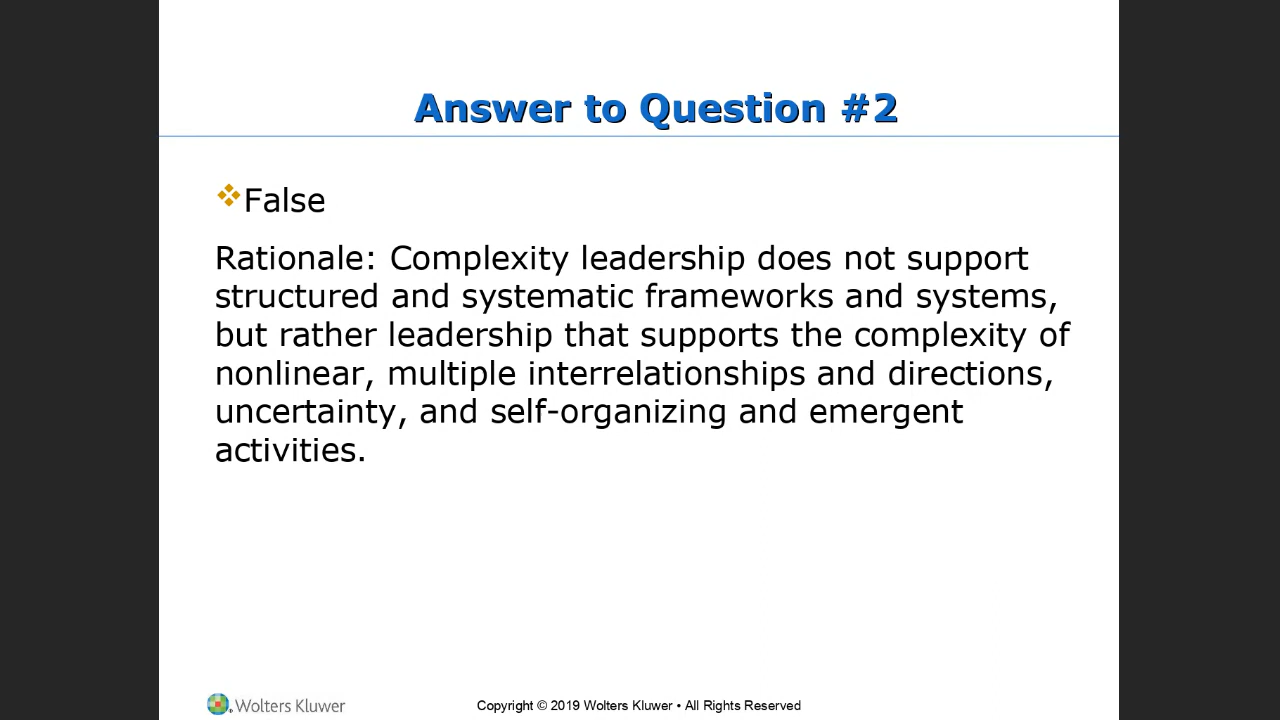 Answer to Question #2
False
Rationale: Complexity leadership does not support
structured and systematic frameworks and systems,
but rather leadership that supports the complexity of
nonlinear, multiple interrelationships and directions,
uncertainty, and self-organizing and emergent
activities.
Wolters Kluwer
Copyright © 2019 Wolters Kluwer • All Rights Reserved